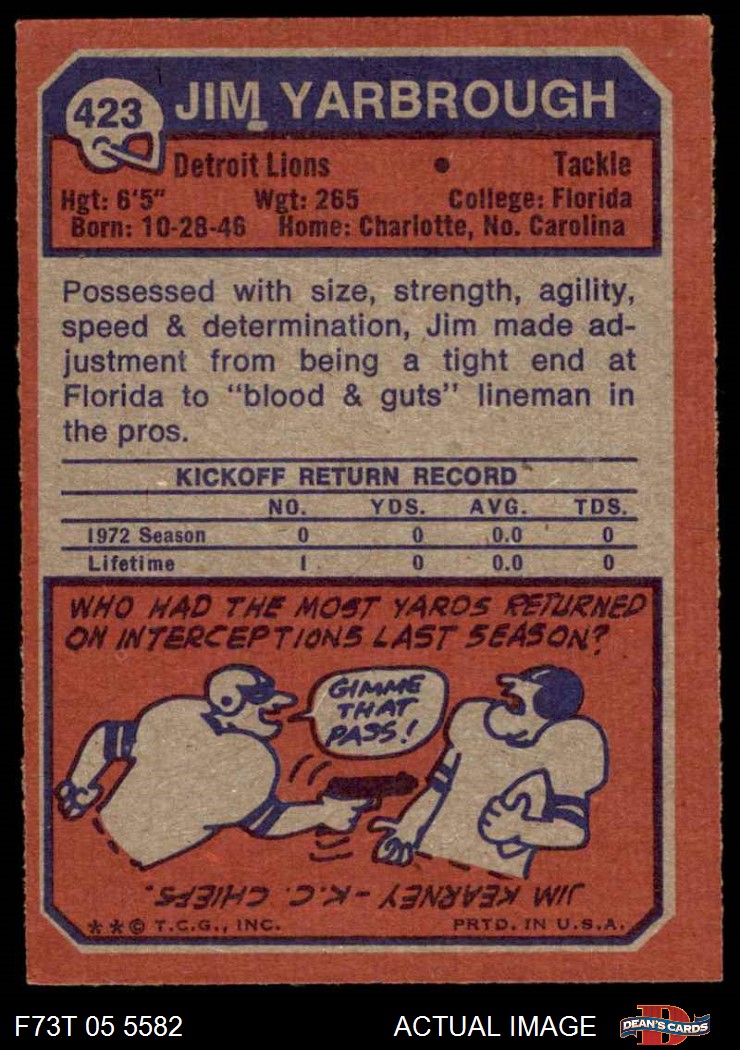 423 JIM YARBROUGH
Detroit Lions • Tackle
Hgt: 6'5" Wgt: 265 College: Florida
Born: 10-28-46 Home: Charlotte, No. Carolina
Possessed with size, strength, agility,
speed & determination, Jim made ad-
justment from being a tight end at
Florida to "blood & guts" lineman in
the pros.
KICKOFF RETURN RECORD
NO. YDS. AVG. TDS.
1972 Season 0 0 0.0 0
Lifetime 1 0 0.0 0
WHO HAD THE MOST YARDS RETURNED
ON INTERCEPTIONS LAST SEASON?
GIMME
THAT
PASS!
JIM KEARNEY - K.C. CHIEFS.
**© T.C.G., INC. PRTD. IN U.S.A.
F73T 05 5582 ACTUAL IMAGE D DEAN'S CARDS